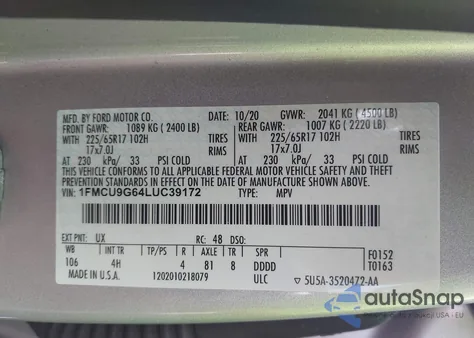 MFD. BY FORD MOTOR CO.
DATE: 10/20 GVWR: 2041 KG (4500 LB)
FRONT GAWR: 1089 KG (2400 LB) REAR GAWR: 1007 KG (2220 LB)
WITH 225/65R17 102H TIRES WITH 225/65R17 102H TIRES
17x7.0J RIMS 17x7.0J RIMS
AT 230 kPa/ 33 PSI COLD AT 230 kPa/ 33 PSI COLD
THIS VEHICLE CONFORMS TO ALL APPLICABLE FEDERAL MOTOR VEHICLE SAFETY AND THEFT PREVENTION STANDARDS IN EFFECT ON THE DATE OF MANUFACTURE SHOWN ABOVE.
VIN: 1FMCU9G64LUC39172 TYPE: MPV
EXT PNT: UX RC: 48 DSO: F0152
WB INT TR TP/PS R AXLE TR SPR T0163
106 4H 4 81 8 DDDD
MADE IN U.S.A. 1202010218079 ULC 5U5A-3520472-AA
autoSnap